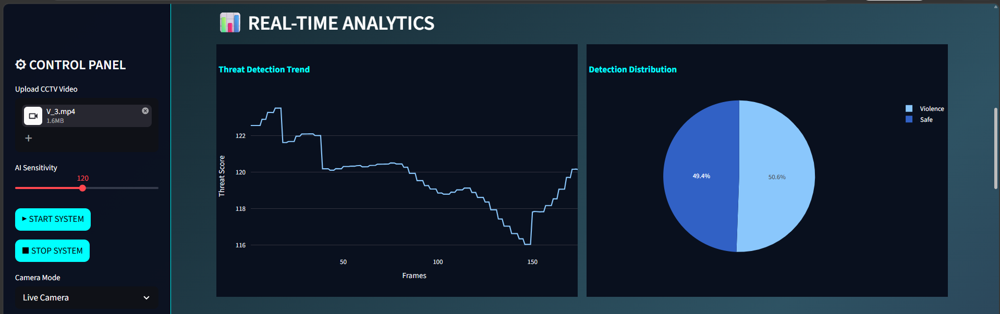 CONTROL PANEL
Upload CCTV Video
V_3.mp4
1.6MB
AI Sensitivity
120
START SYSTEM
STOP SYSTEM
Camera Mode
Live Camera
REAL-TIME ANALYTICS
Threat Detection Trend
Threat Score
122
120
118
116
50 100 150
Frames
Detection Distribution
49.4% 50.6%
Violence
Safe